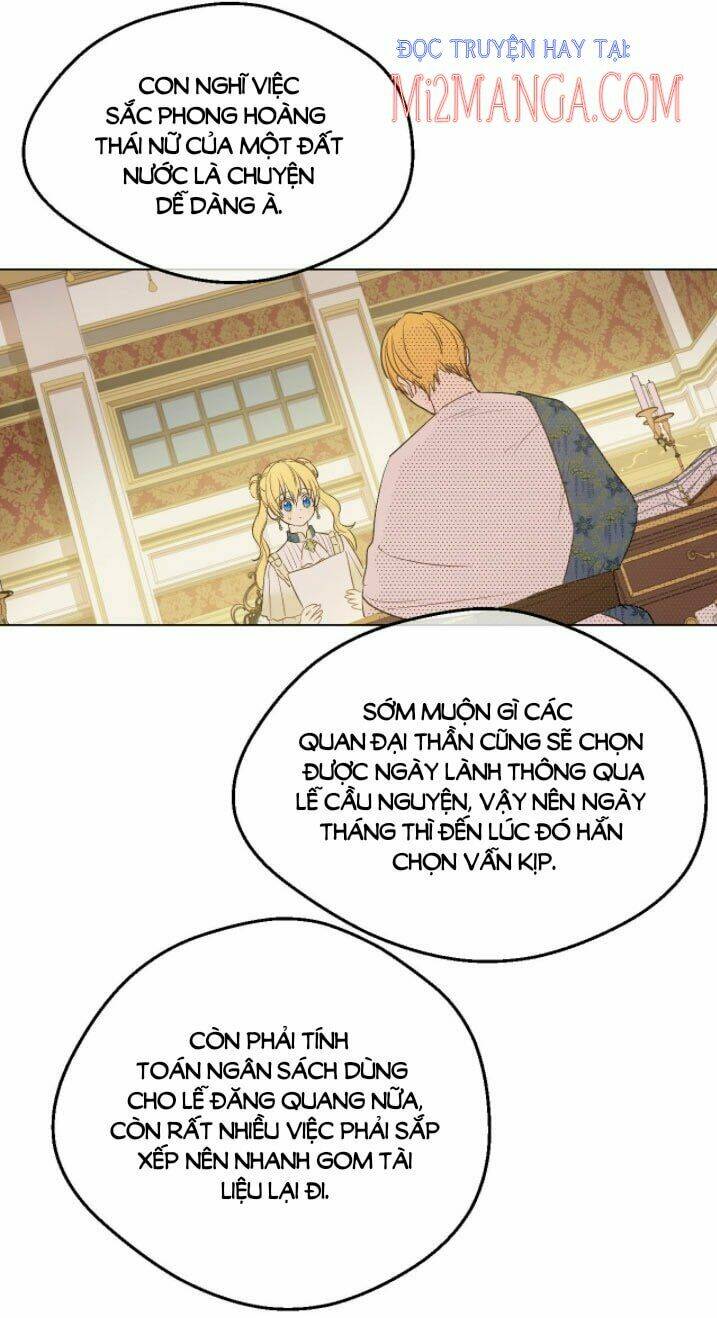 ĐỌC TRUYỆN HAY TẠI:
MI2MANGA.COM
CON NGHĨ VIỆC
SẮC PHONG HOÀNG
THÁI NỮ CỦA MỘT ĐẤT
NƯỚC LÀ CHUYỆN
DỄ DÀNG À.
SỚM MUỘN GÌ CÁC
QUAN ĐẠI THẦN CŨNG SẼ CHỌN
ĐƯỢC NGÀY LÀNH THÔNG QUA
LỄ CẦU NGUYỆN, VẬY NÊN NGÀY
THÁNG THÌ ĐẾN LÚC ĐÓ HẮN
CHỌN VẪN KỊP.
CÒN PHẢI TÍNH
TOÁN NGÂN SÁCH DÙNG
CHO LỄ ĐĂNG QUANG NỮA,
CÒN RẤT NHIỀU VIỆC PHẢI SẮP
XẾP NÊN NHANH GOM TÀI
LIỆU LẠI ĐI.